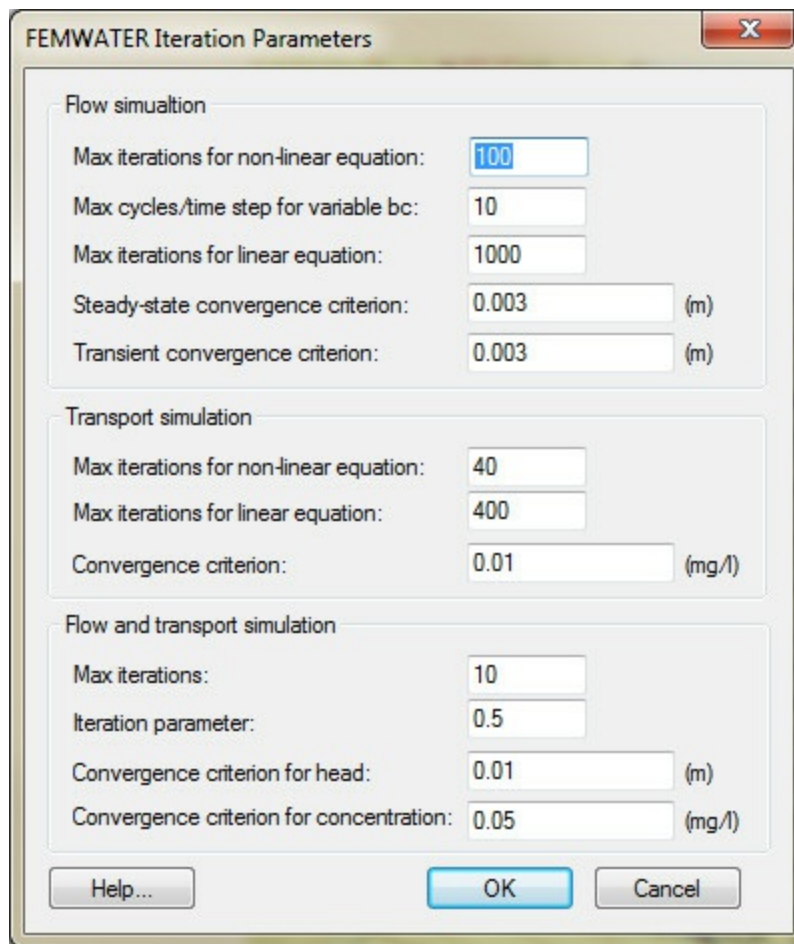 FEMWATER Iteration Parameters
Flow simualtion
Max iterations for non-linear equation: 100
Max cycles/time step for variable bc: 10
Max iterations for linear equation: 1000
Steady-state convergence criterion: 0.003 (m)
Transient convergence criterion: 0.003 (m)
Transport simulation
Max iterations for non-linear equation: 40
Max iterations for linear equation: 400
Convergence criterion: 0.01 (mg/l)
Flow and transport simulation
Max iterations: 10
Iteration parameter: 0.5
Convergence criterion for head: 0.01 (m)
Convergence criterion for concentration: 0.05 (mg/l)
Help... OK Cancel